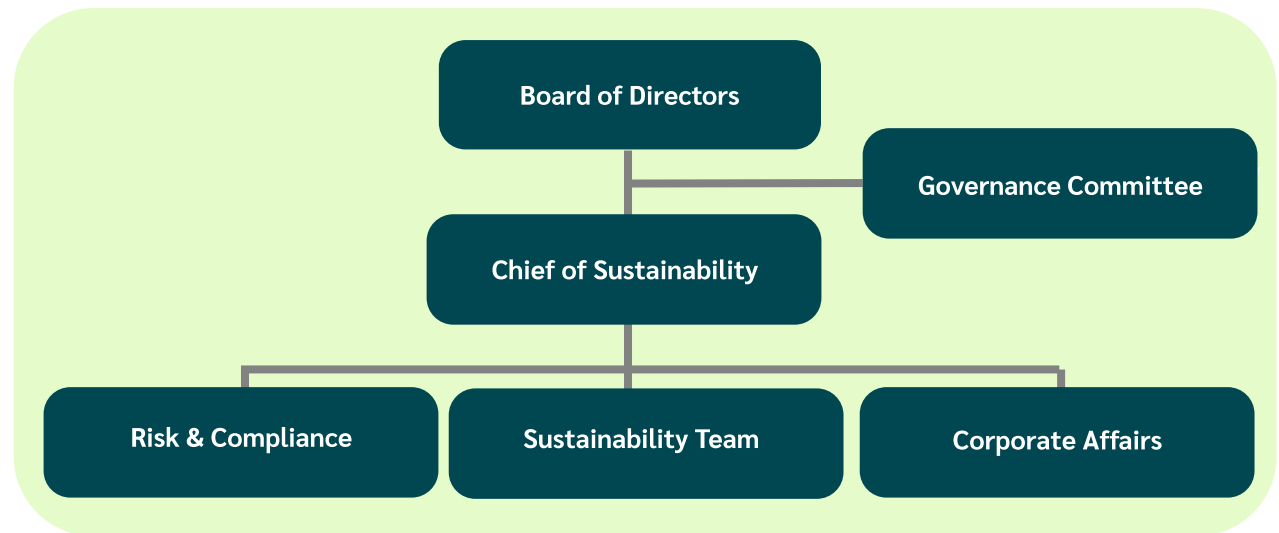 Board of Directors
Governance Committee
Chief of Sustainability
Risk & Compliance
Sustainability Team
Corporate Affairs